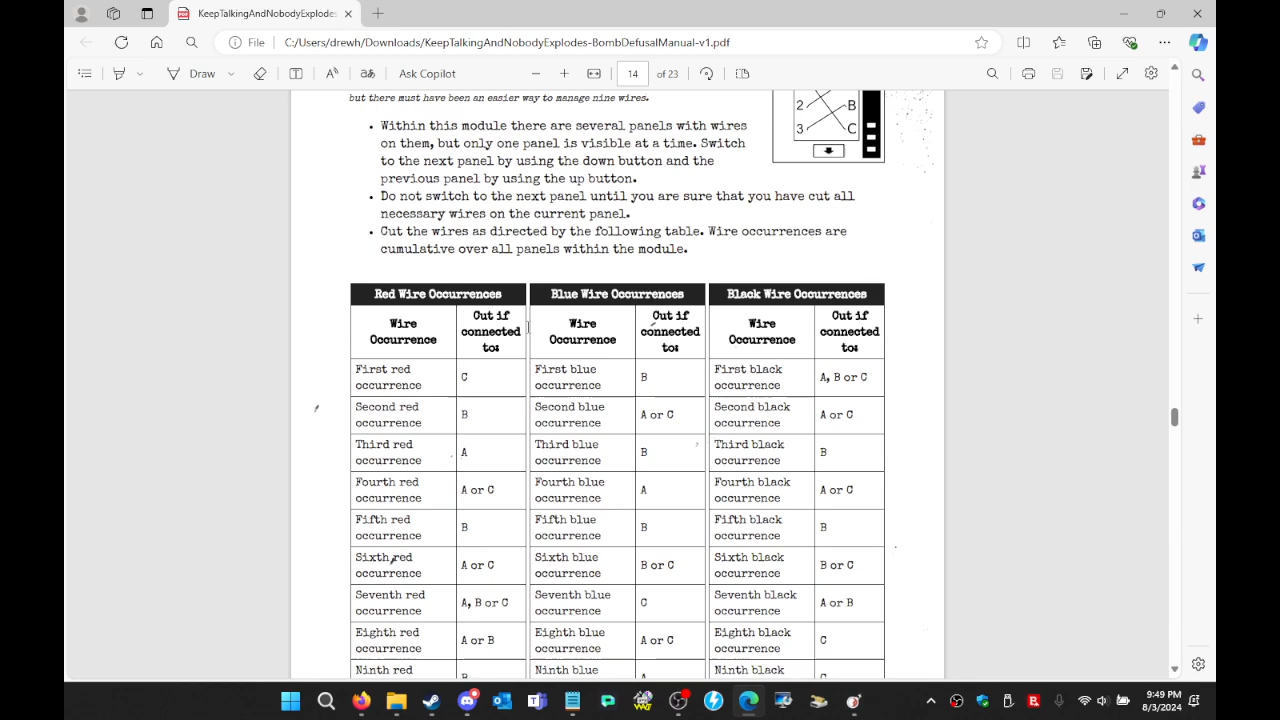 KeepTalkingAndNobodyExplodes
File C:/Users/drewh/Downloads/KeepTalkingAndNobodyExplodes-BombDefusalManual-v1.pdf
Draw Ask Copilot 14 of 23
but there must have been an easier way to manage nine wires.
2 B
3 C
• Within this module there are several panels with wires
on them, but only one panel is visible at a time. Switch
to the next panel by using the down button and the
previous panel by using the up button.
• Do not switch to the next panel until you are sure that you have cut all
necessary wires on the current panel.
• Cut the wires as directed by the following table. Wire occurrences are
cumulative over all panels within the module.
Red Wire Occurrences
Wire Occurrence Cut if connected to:
First red occurrence C
Second red occurrence B
Third red occurrence A
Fourth red occurrence A or C
Fifth red occurrence B
Sixth red occurrence A or C
Seventh red occurrence A, B or C
Eighth red occurrence A or B
Ninth red B
Blue Wire Occurrences
Wire Occurrence Cut if connected to:
First blue occurrence B
Second blue occurrence A or C
Third blue occurrence B
Fourth blue occurrence A
Fifth blue occurrence B
Sixth blue occurrence B or C
Seventh blue occurrence C
Eighth blue occurrence A or C
Ninth blue A
Black Wire Occurrences
Wire Occurrence Cut if connected to:
First black occurrence A, B or C
Second black occurrence A or C
Third black occurrence B
Fourth black occurrence A or C
Fifth black occurrence B
Sixth black occurrence B or C
Seventh black occurrence A or B
Eighth black occurrence C
Ninth black C
9:49 PM
8/3/2024